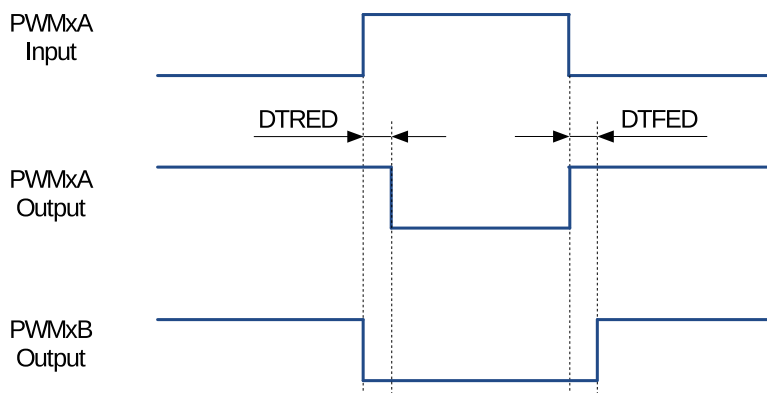 PWMxA
Input
DTRED
DTFED
PWMxA
Output
PWMxB
Output